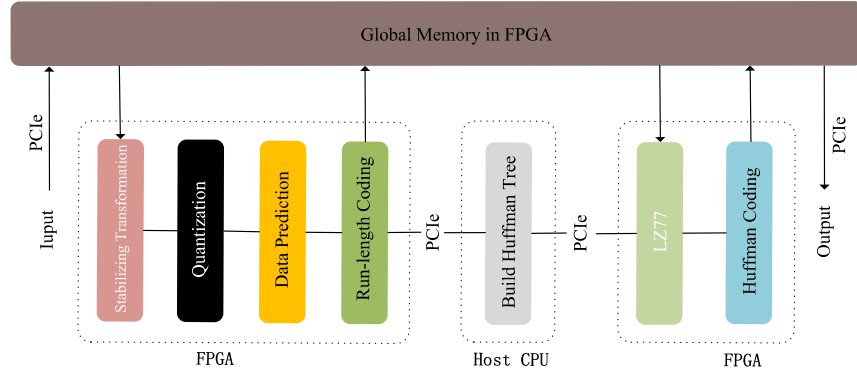 Global Memory in FPGA
PCIe
Iuput
Stabilizing Transformation
Quantization
Data Prediction
Run-length Coding
PCIe
Build Huffman Tree
PCIe
LZ77
Huffman Coding
PCIe
Output
FPGA
Host CPU
FPGA